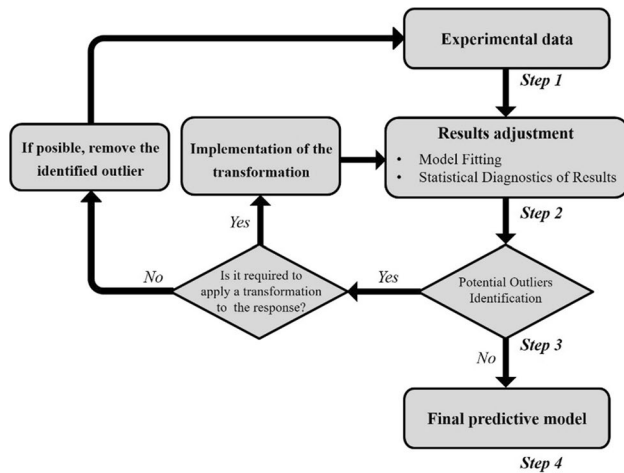 Experimental data
Step 1
If posible, remove the
identified outlier
Implementation of the
transformation
Results adjustment
• Model Fitting
• Statistical Diagnostics of Results
Step 2
Yes
No
Is it required to
apply a transformation
to the response?
Yes
Potential Outliers
Identification
Step 3
No
Final predictive model
Step 4